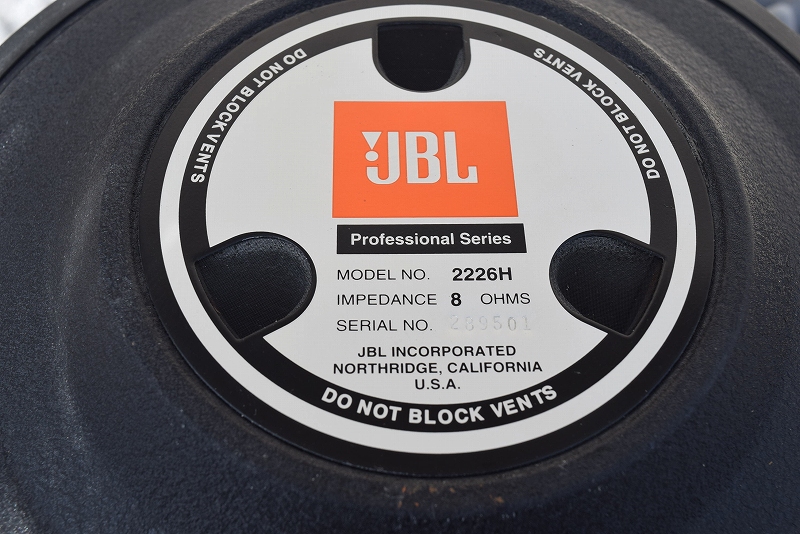 DO NOT BLOCK VENTS
DO NOT BLOCK VENTS
JBL
Professional Series
MODEL NO. 2226H
IMPEDANCE 8 OHMS
SERIAL NO. 289501
JBL INCORPORATED
NORTHRIDGE, CALIFORNIA
U.S.A.
DO NOT BLOCK VENTS